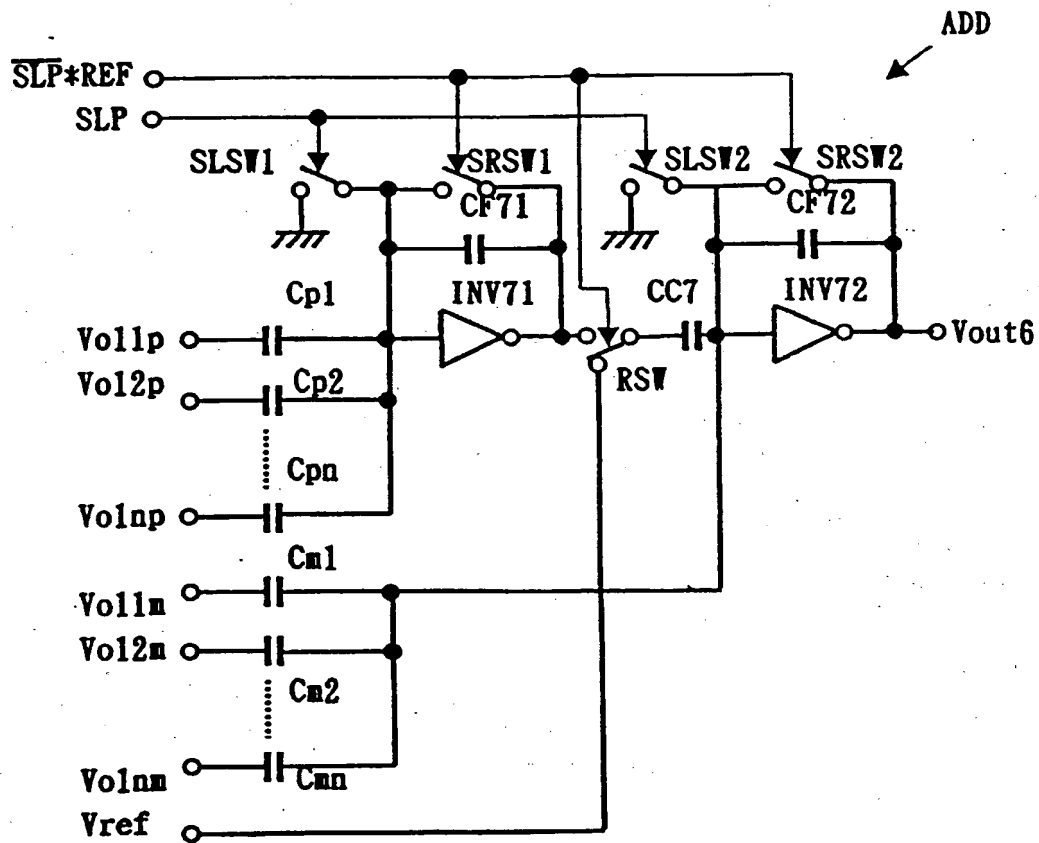 ADD
S̅L̅P̅*REF
SLP
SLSW1
SRSW1
SLSW2
SRSW2
CF71
CF72
Cp1
INV71
CC7
INV72
Vo11p
Vout6
Vo12p
Cp2
RSW
Cpn
Vo1np
Cm1
Vo11m
Vo12m
Cm2
Vo1nm
Cmn
Vref